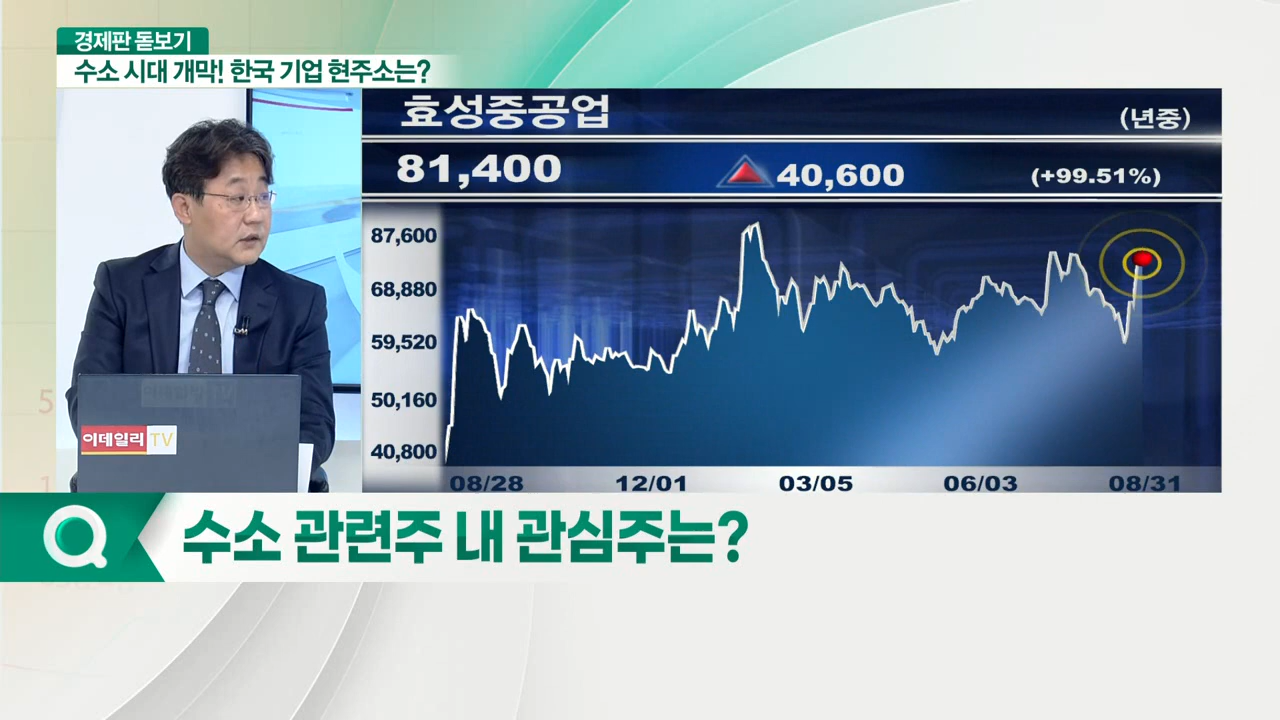 경제판 돋보기
수소 시대 개막! 한국 기업 현주소는?
효성중공업
(년중)
81,400
40,600
(+99.51%)
87,600
68,880
59,520
50,160
40,800
08/28
12/01
03/05
06/03
08/31
이데일리 TV
5
1
Q
수소 관련주 내 관심주는?